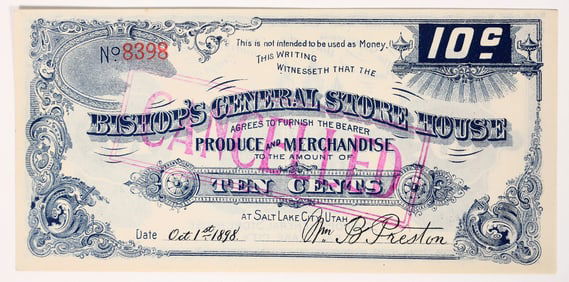 No 8398
This is not intended to be used as Money.
10c
THIS WRITING
WITNESSETH THAT THE
BISHOP'S GENERAL STORE HOUSE
AGREES TO FURNISH THE BEARER
PRODUCE AND MERCHANDISE
TO THE AMOUNT OF
TEN CENTS
AT SALT LAKE CITY, UTAH.
Date Oct. 1st 1898. Wm B Preston
CANCELLED